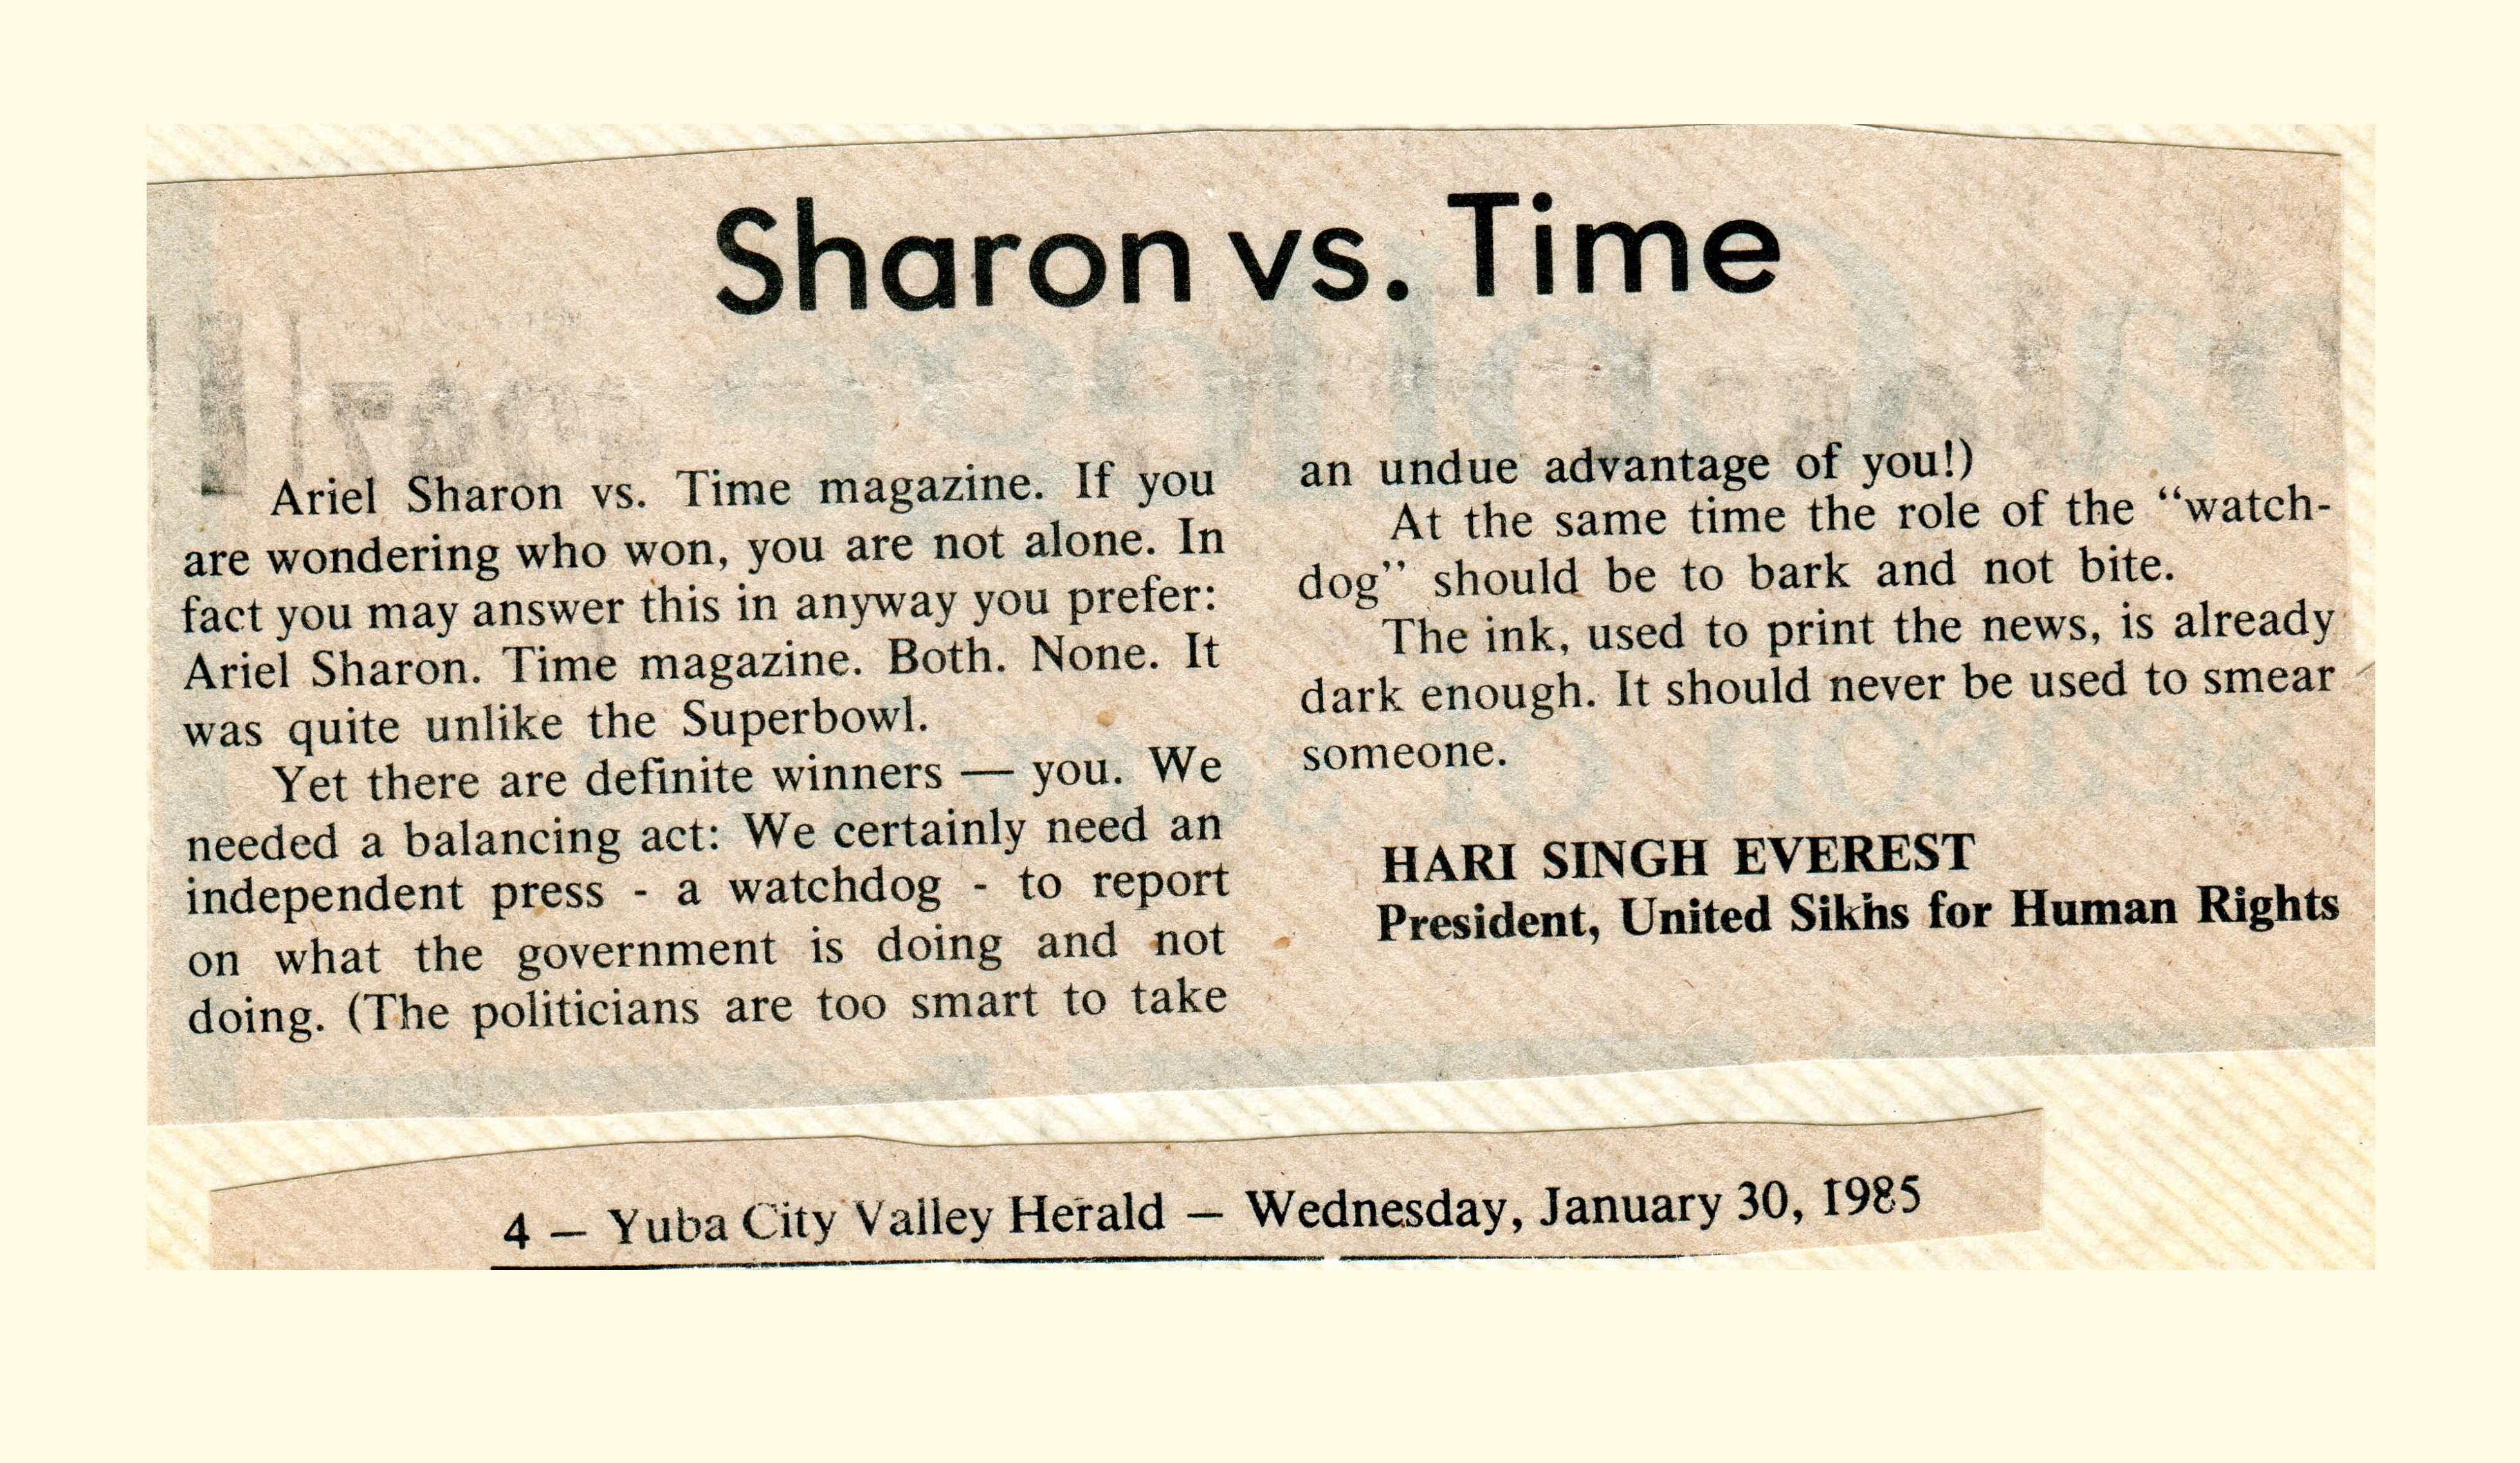 Sharon vs. Time
Ariel Sharon vs. Time magazine. If you
are wondering who won, you are not alone. In
fact you may answer this in anyway you prefer:
Ariel Sharon. Time magazine. Both. None. It
was quite unlike the Superbowl.
Yet there are definite winners — you. We
needed a balancing act: We certainly need an
independent press - a watchdog - to report
on what the government is doing and not
doing. (The politicians are too smart to take
an undue advantage of you!)
At the same time the role of the “watch-
dog” should be to bark and not bite.
The ink, used to print the news, is already
dark enough. It should never be used to smear
someone.
HARI SINGH EVEREST
President, United Sikhs for Human Rights
4 — Yuba City Valley Herald — Wednesday, January 30, 1985